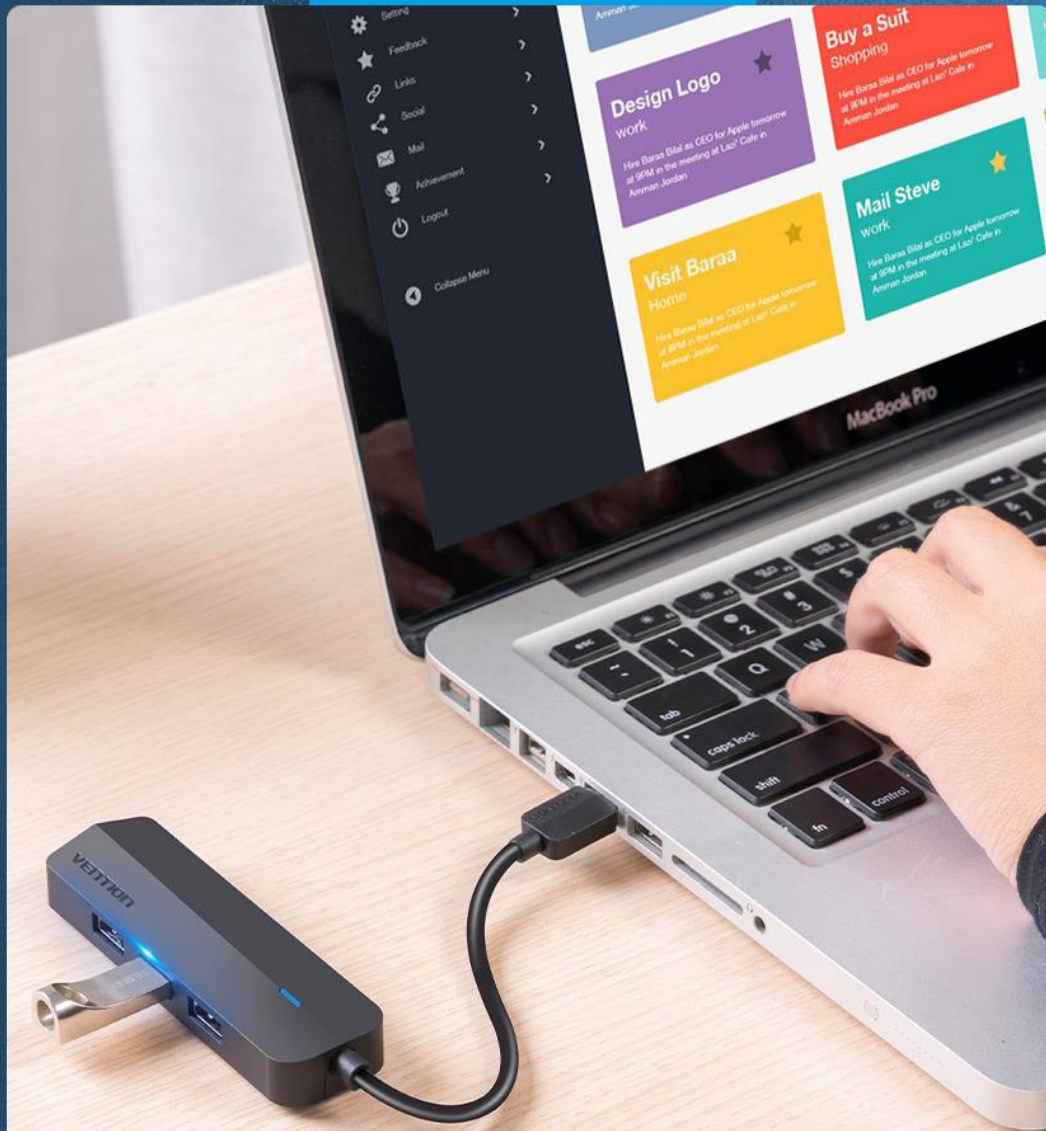 Setting
Feedback
Links
Social
Mail
Achievement
Logout
Collapse Menu
Amman
Design Logo
work
Hire Baraa Bilal as CEO for Apple tomorrow
at 9PM in the meeting at Lazi' Cafe in
Amman Jordan
Buy a Suit
Shopping
Hire Baraa Bilal as CEO for Apple tomorrow
at 9PM in the meeting at Lazi' Cafe in
Amman Jordan
Visit Baraa
Home
Hire Baraa Bilal as CEO for Apple tomorrow
at 9PM in the meeting at Lazi' Cafe in
Amman Jordan
Mail Steve
work
Hire Baraa Bilal as CEO for Apple tomorrow
at 9PM in the meeting at Lazi' Cafe in
Amman Jordan
MacBook Pro
esc
~
!
1
@
2
#
3
$
&
7
tab
Q
W
caps lock
shift
fn
control
VENTION